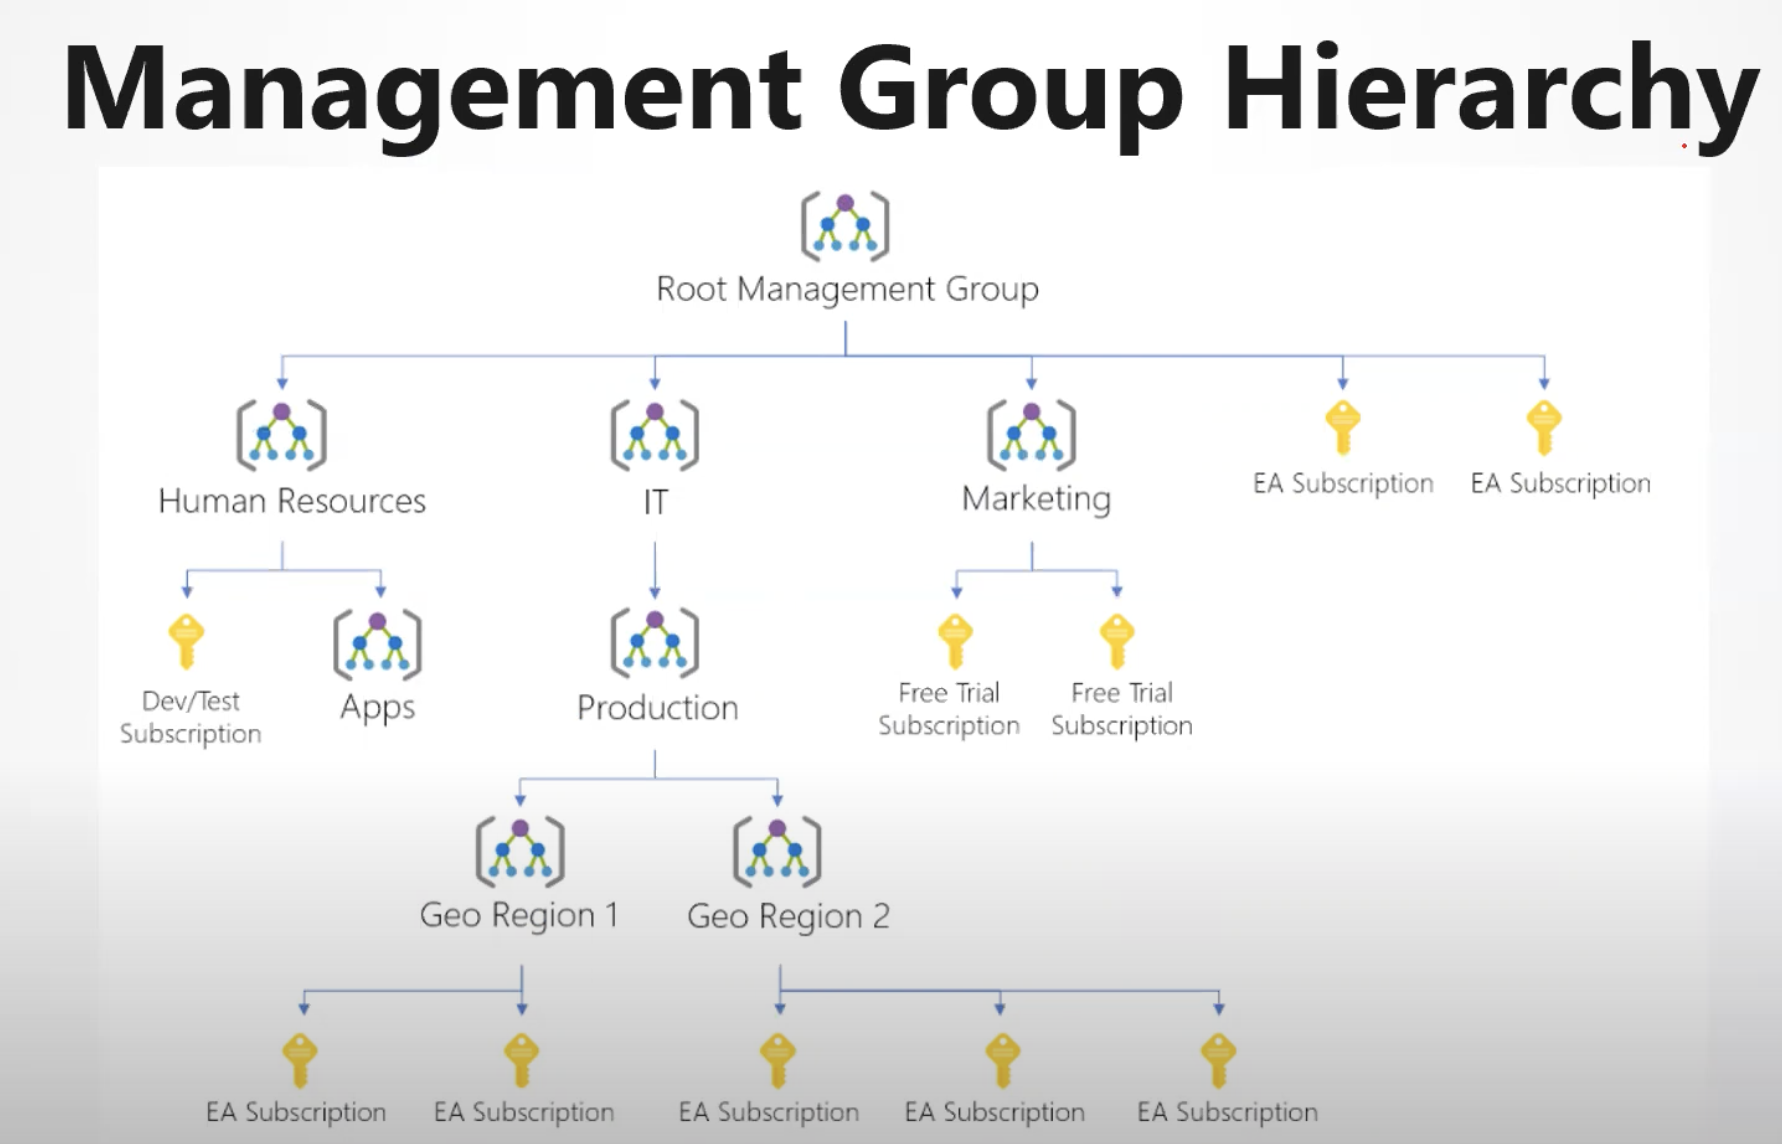 Management Group Hierarchy
Root Management Group
Human Resources
IT
Marketing
EA Subscription
EA Subscription
Dev/Test
Subscription
Apps
Production
Free Trial
Subscription
Free Trial
Subscription
Geo Region 1
Geo Region 2
EA Subscription
EA Subscription
EA Subscription
EA Subscription
EA Subscription